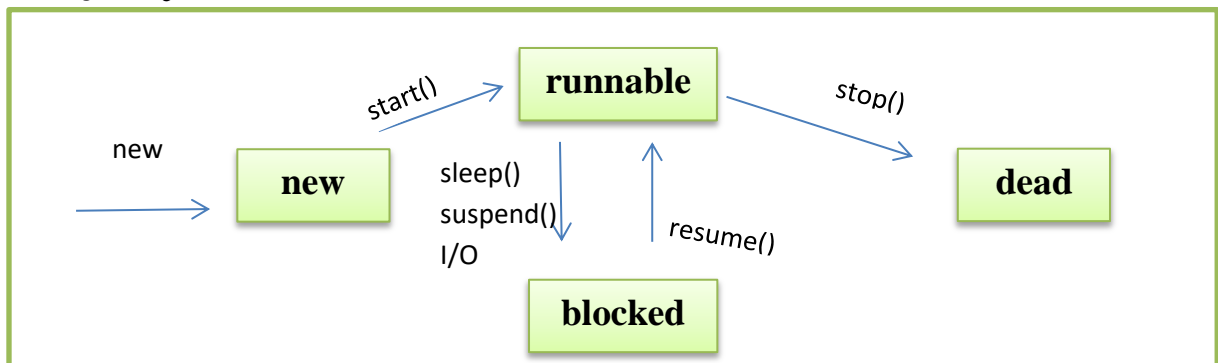 runnable
start()
stop()
new
new
sleep()
suspend()
I/O
resume()
dead
blocked